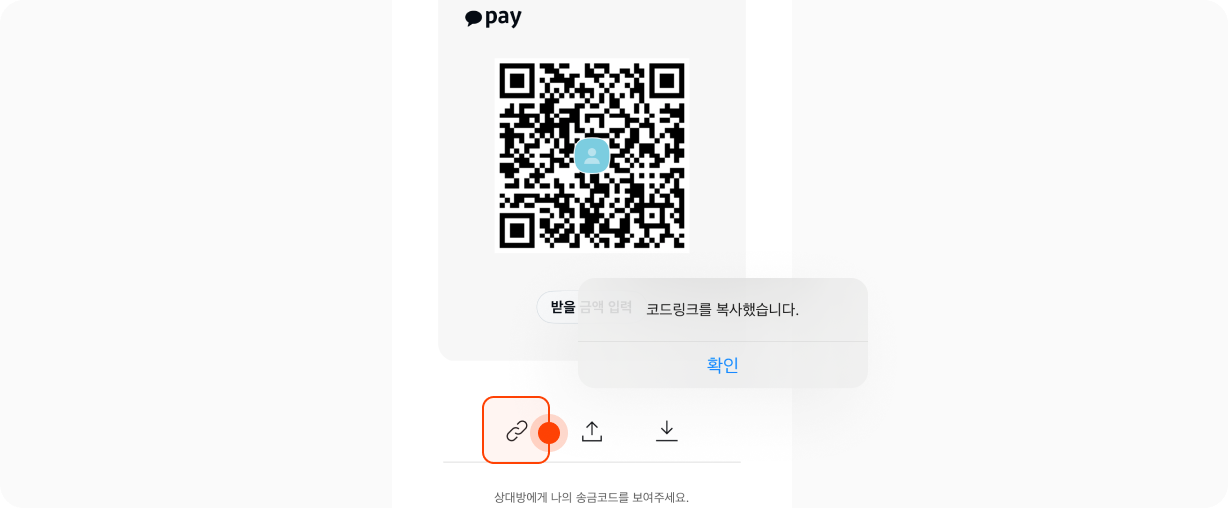 pay
받을 금액 입력
코드링크를 복사했습니다.
확인
상대방에게 나의 송금코드를 보여주세요.